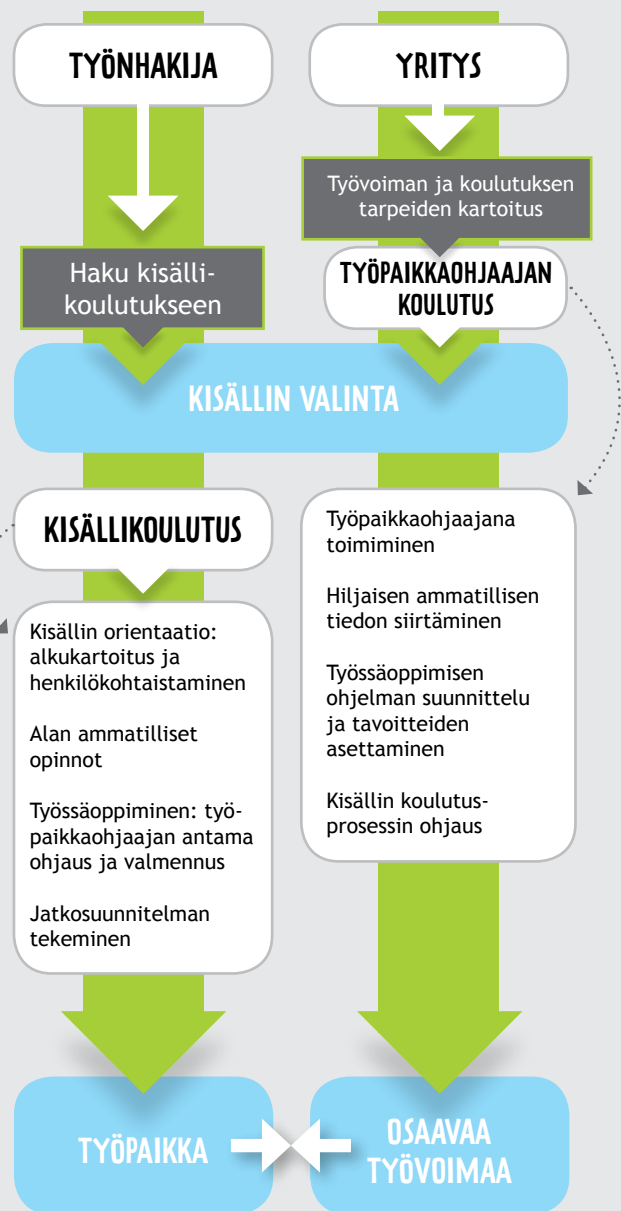 TYÖNHAKIJA
YRITYS
Työvoiman ja koulutuksen
tarpeiden kartoitus
Haku kisälli-
koulutukseen
TYÖPAIKKAOHJAAJAN
KOULUTUS
KISÄLLIN VALINTA
KISÄLLIKOULUTUS
Kisällin orientaatio:
alkukartoitus ja
henkilökohtaistaminen
Alan ammatilliset
opinnot
Työssäoppiminen: työ-
paikkaohjaajan antama
ohjaus ja valmennus
Jatkosuunnitelman
tekeminen
Työpaikkaohjaajana
toimiminen
Hiljaisen ammatillisen
tiedon siirtäminen
Työssäoppimisen
ohjelman suunnittelu
ja tavoitteiden
asettaminen
Kisällin koulutus-
prosessin ohjaus
TYÖPAIKKA
OSAAVAA
TYÖVOIMAA